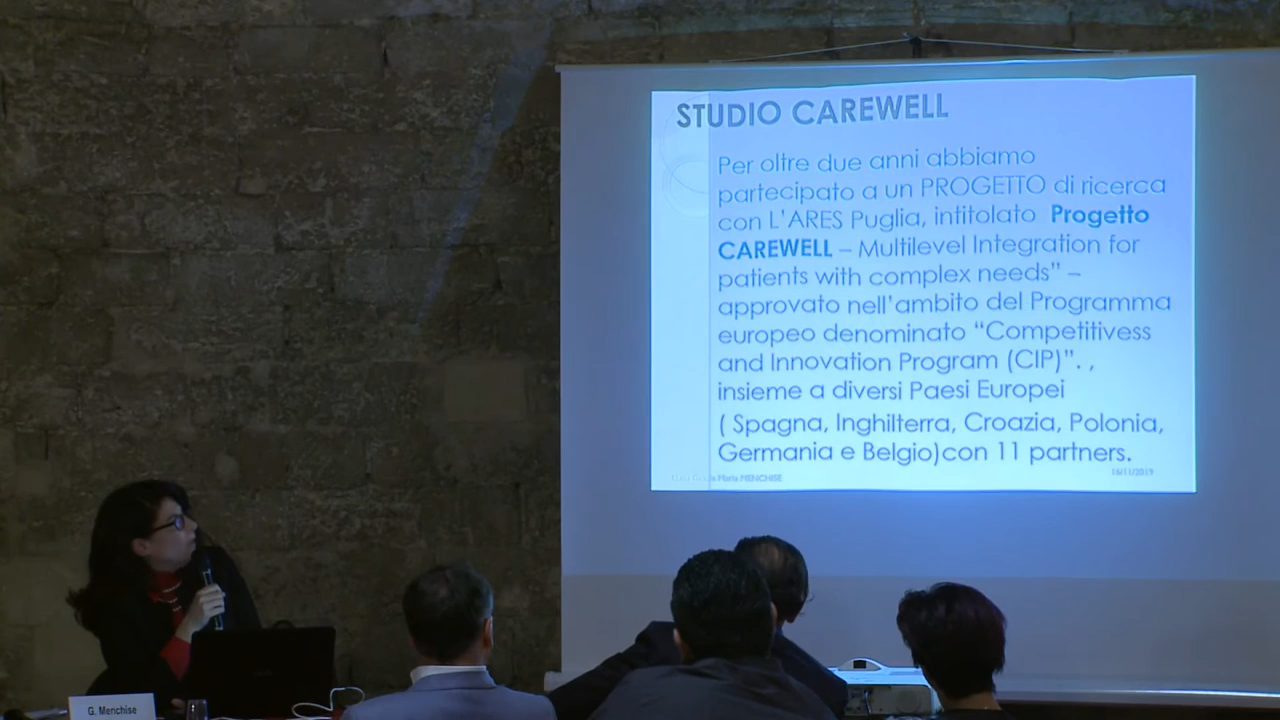 STUDIO CAREWELL
Per oltre due anni abbiamo
partecipato a un PROGETTO di ricerca
con L'ARES Puglia, intitolato Progetto
CAREWELL – Multilevel Integration for
patients with complex needs" –
approvato nell'ambito del Programma
europeo denominato "Competitivess
and Innovation Program (CIP)". ,
insieme a diversi Paesi Europei
( Spagna, Inghilterra, Croazia, Polonia,
Germania e Belgio)con 11 partners.
Maria MENCHISE
16/11/2019
G. Menchise